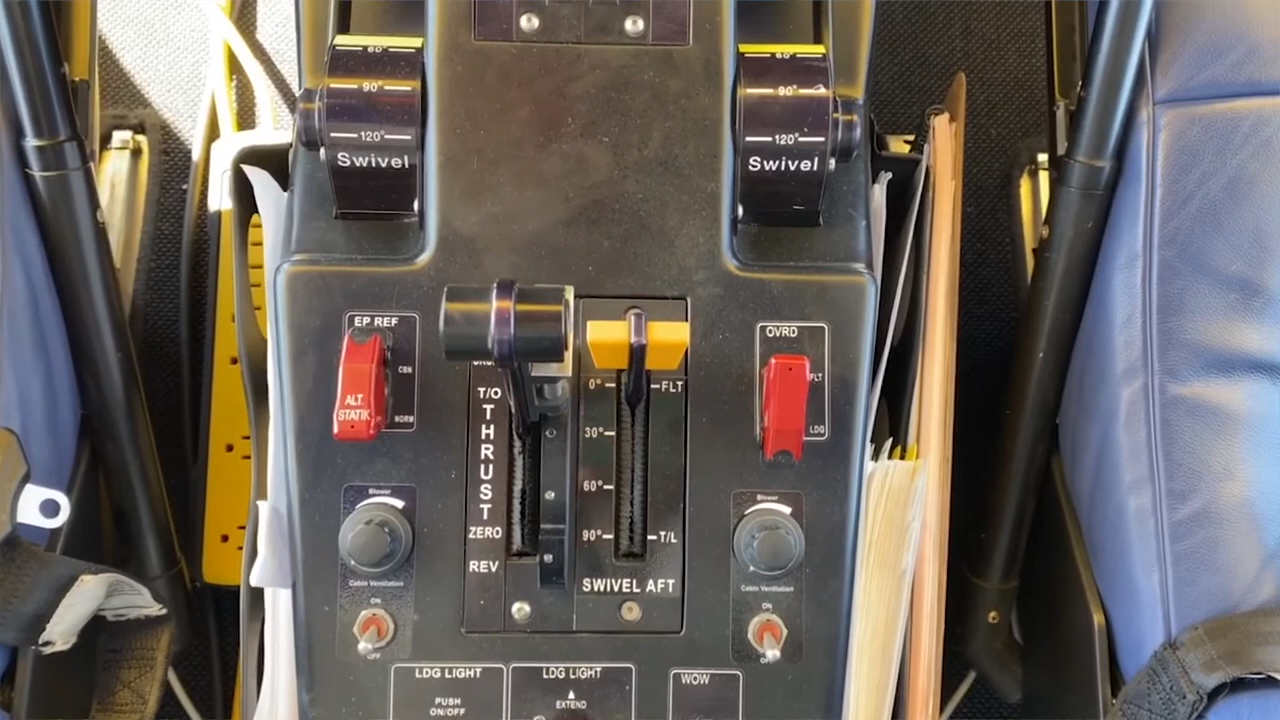 60°
90°
120°
Swivel
60°
90°
120°
Swivel
EP REF
CBN
ALT.
STATIK
NORM
T/O
THRUST
ZERO
REV
0°
FLT
30°
60°
90°
T/L
SWIVEL AFT
OVRD
FLT
LDG
Blower
Cabin Ventilation
ON
OFF
Blower
Cabin Ventilation
ON
OFF
LDG LIGHT
PUSH
ON/OFF
LDG LIGHT
EXTEND
WOW